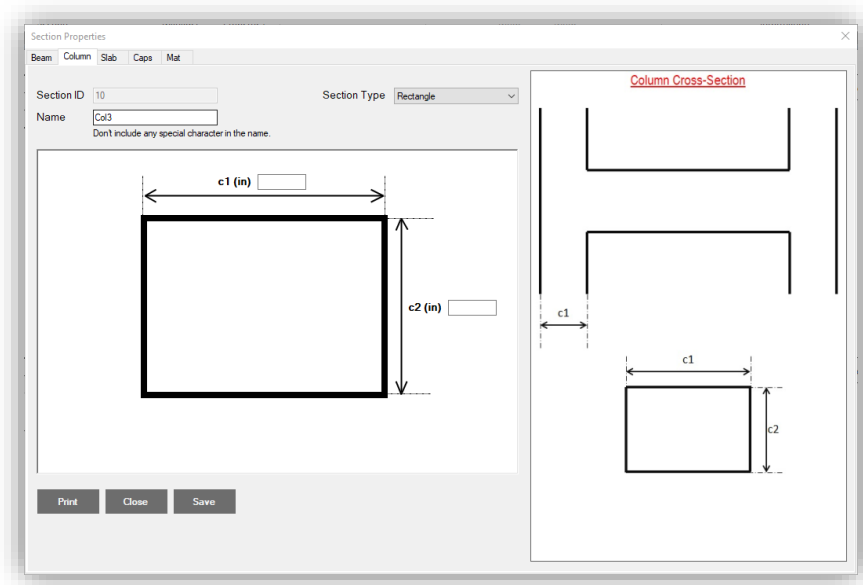 Section Properties
Beam Column Slab Caps Mat
Section ID 10 Section Type Rectangle
Name Col3
Don't include any special character in the name.
c1 (in)
c2 (in)
Print Close Save
Column Cross-Section
c1
c1
c2